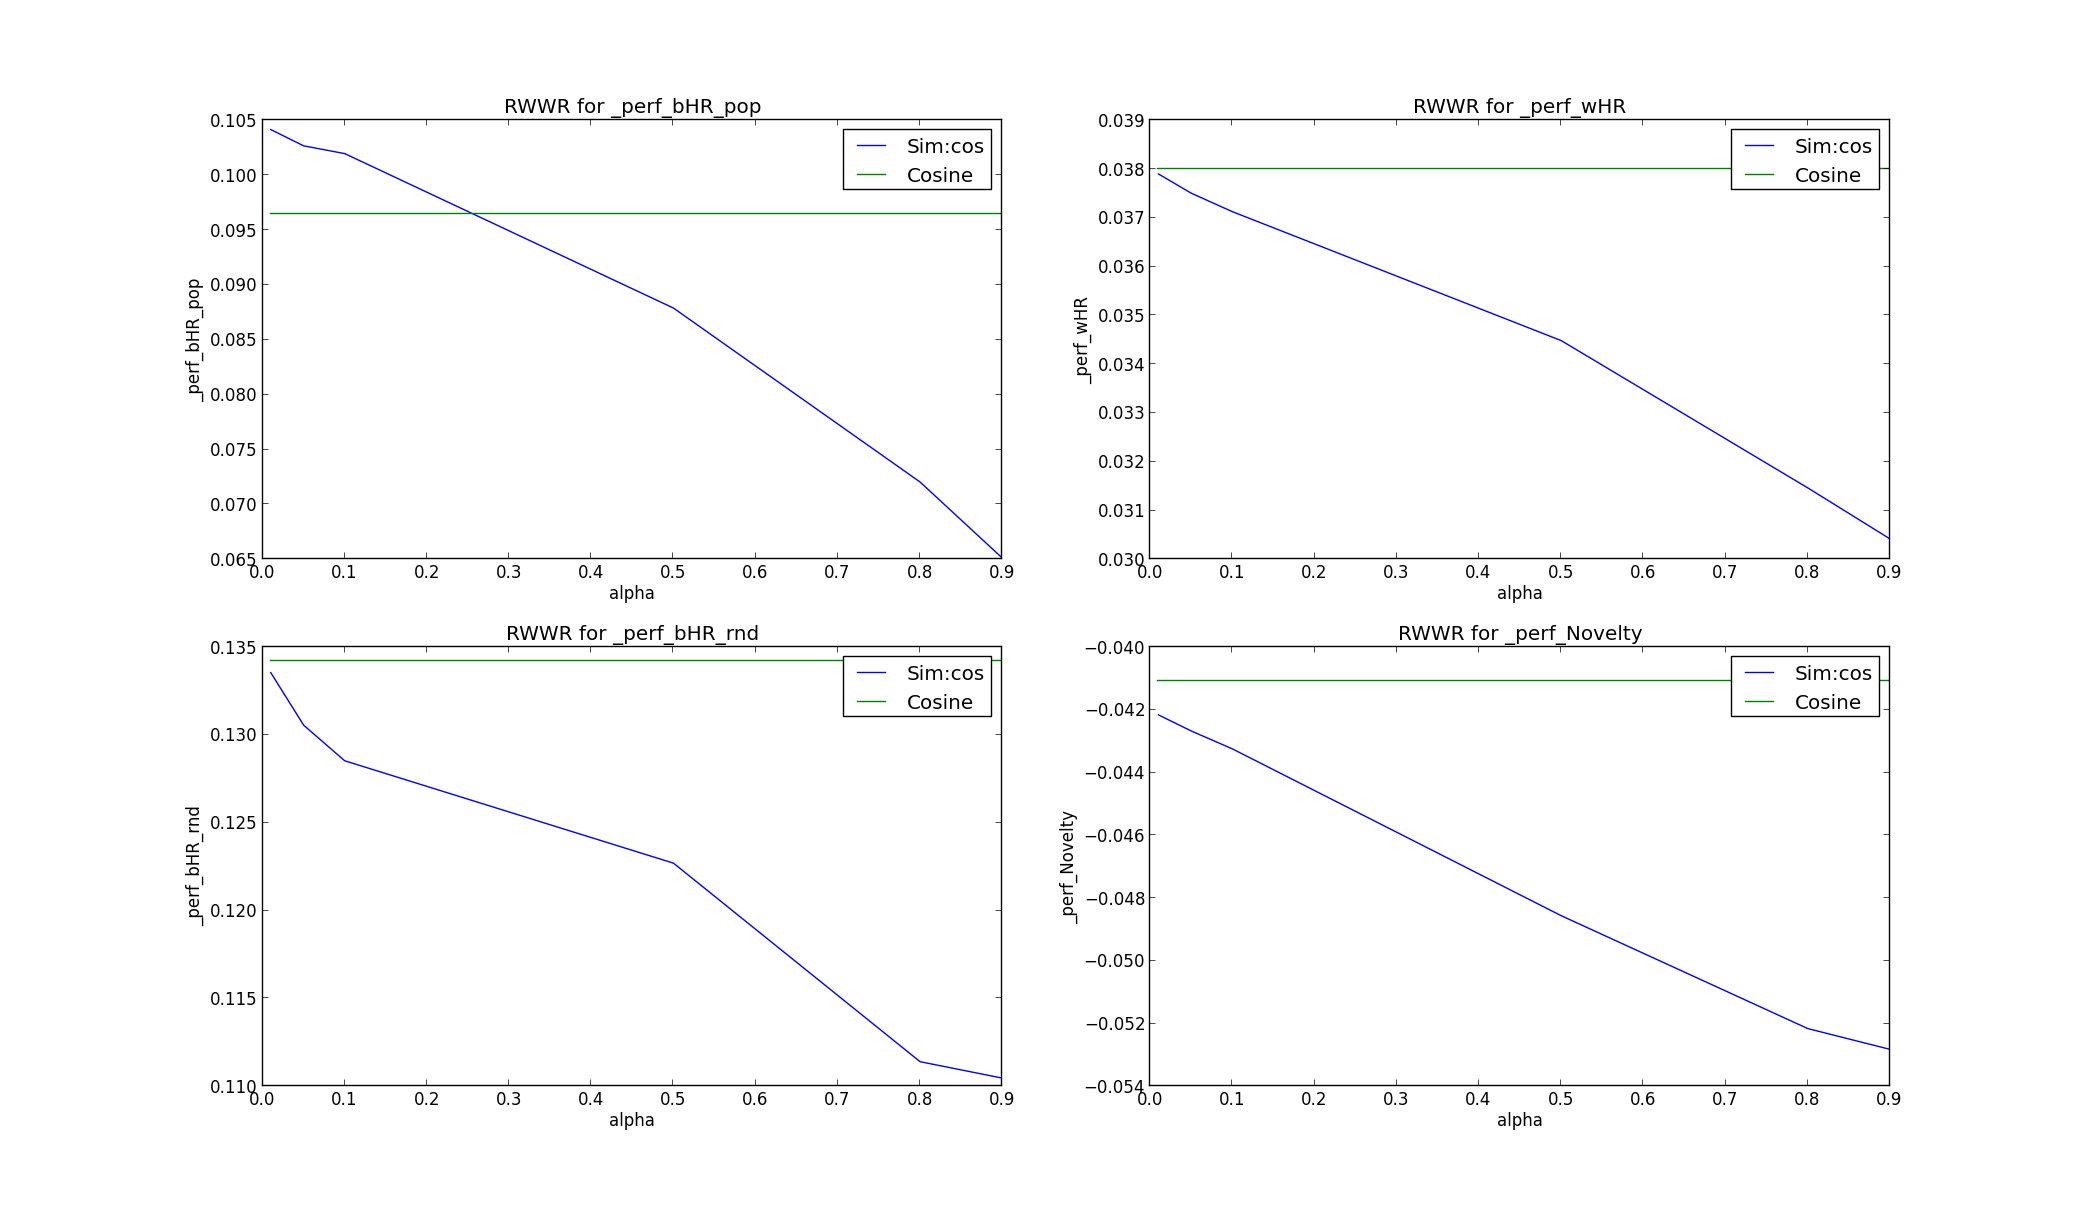 RWWR for _perf_bHR_pop
0.105
0.100
0.095
0.090
0.085
0.080
0.075
0.070
0.065
_perf_bHR_pop
Sim:cos
Cosine
0.0 0.1 0.2 0.3 0.4 0.5 0.6 0.7 0.8 0.9
alpha
RWWR for _perf_wHR
0.039
0.038
0.037
0.036
0.035
0.034
0.033
0.032
0.031
0.030
_perf_wHR
Sim:cos
Cosine
0.0 0.1 0.2 0.3 0.4 0.5 0.6 0.7 0.8 0.9
alpha
RWWR for _perf_bHR_rnd
0.135
0.130
0.125
0.120
0.115
0.110
_perf_bHR_rnd
Sim:cos
Cosine
0.0 0.1 0.2 0.3 0.4 0.5 0.6 0.7 0.8 0.9
alpha
RWWR for _perf_Novelty
−0.040
−0.042
−0.044
−0.046
−0.048
−0.050
−0.052
−0.054
_perf_Novelty
Sim:cos
Cosine
0.0 0.1 0.2 0.3 0.4 0.5 0.6 0.7 0.8 0.9
alpha